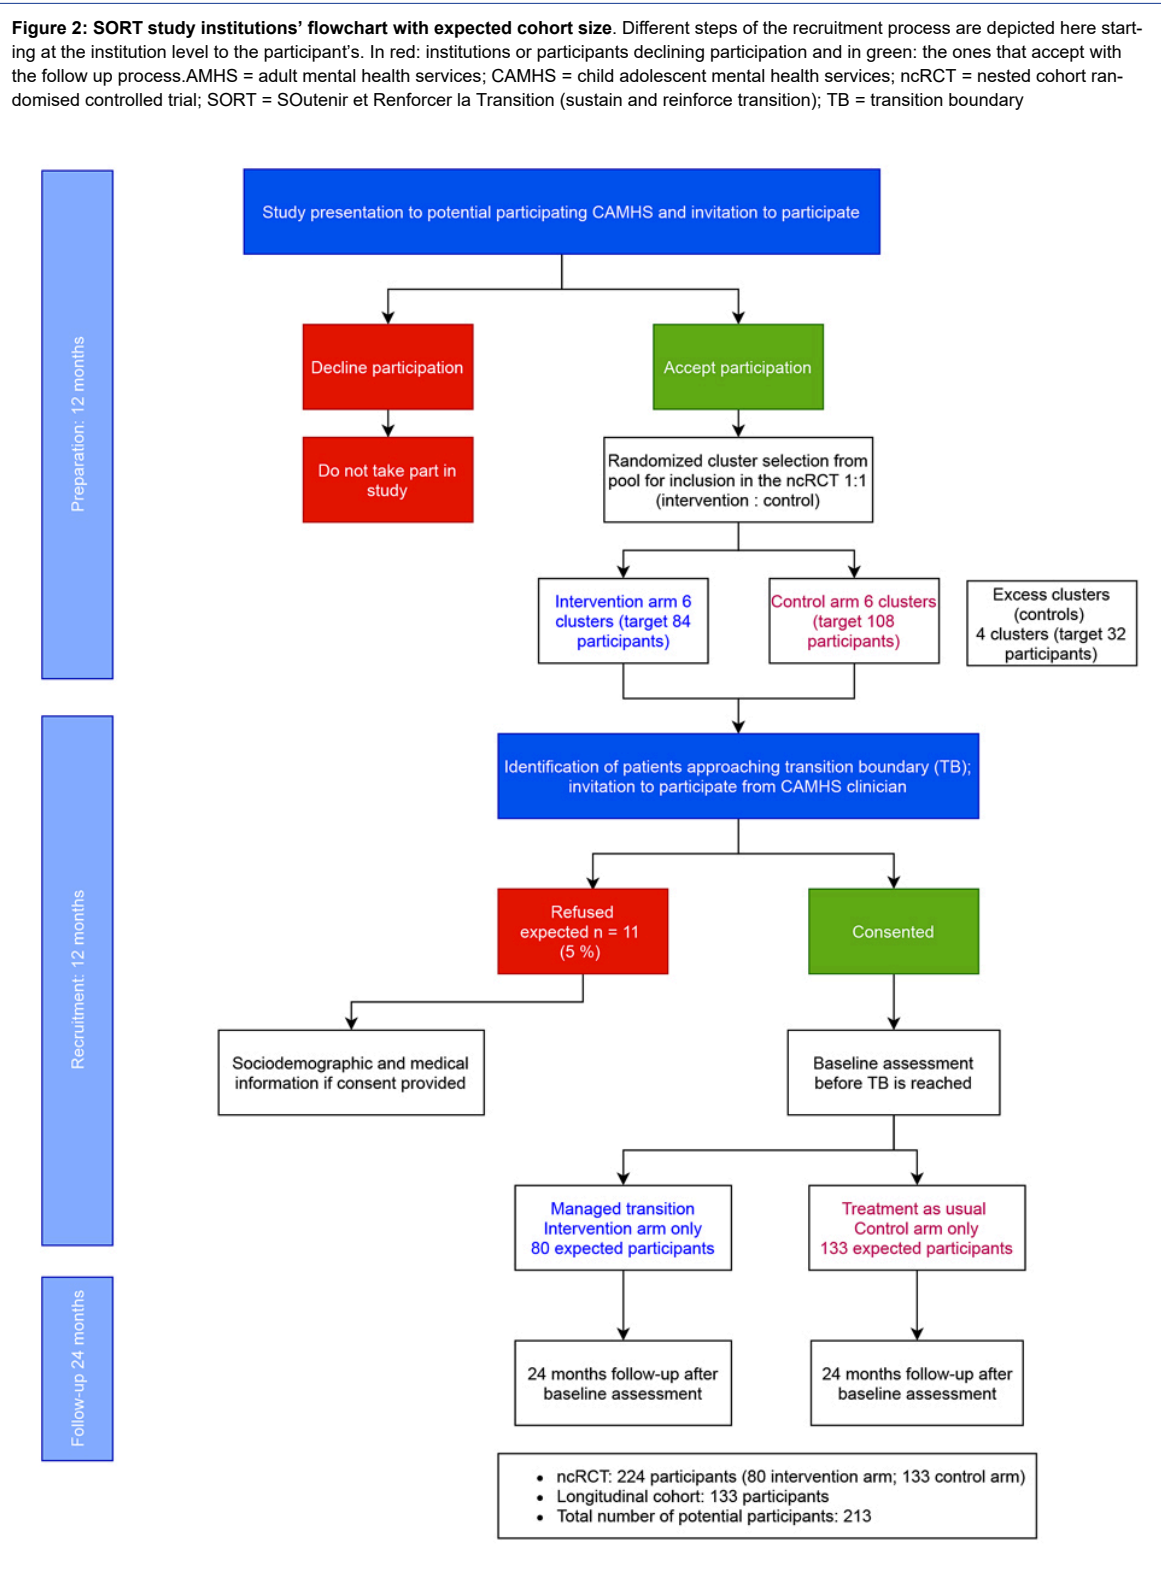 Figure 2: SORT study institutions’ flowchart with expected cohort size. Different steps of the recruitment process are depicted here start-
ing at the institution level to the participant’s. In red: institutions or participants declining participation and in green: the ones that accept with
the follow up process.AMHS = adult mental health services; CAMHS = child adolescent mental health services; ncRCT = nested cohort ran-
domised controlled trial; SORT = SOutenir et Renforcer la Transition (sustain and reinforce transition); TB = transition boundary
Preparation: 12 months
Study presentation to potential participating CAMHS and invitation to participate
Decline participation
Accept participation
Do not take part in
study
Randomized cluster selection from
pool for inclusion in the ncRCT 1:1
(intervention : control)
Intervention arm 6
clusters (target 84
participants)
Control arm 6 clusters
(target 108
participants)
Excess clusters
(controls)
4 clusters (target 32
participants)
Recruitment: 12 months
Identification of patients approaching transition boundary (TB);
invitation to participate from CAMHS clinician
Refused
expected n = 11
(5 %)
Consented
Sociodemographic and medical
information if consent provided
Baseline assessment
before TB is reached
Managed transition
Intervention arm only
80 expected participants
Treatment as usual
Control arm only
133 expected participants
Follow-up 24 months
24 months follow-up after
baseline assessment
24 months follow-up after
baseline assessment
• ncRCT: 224 participants (80 intervention arm; 133 control arm)
• Longitudinal cohort: 133 participants
• Total number of potential participants: 213